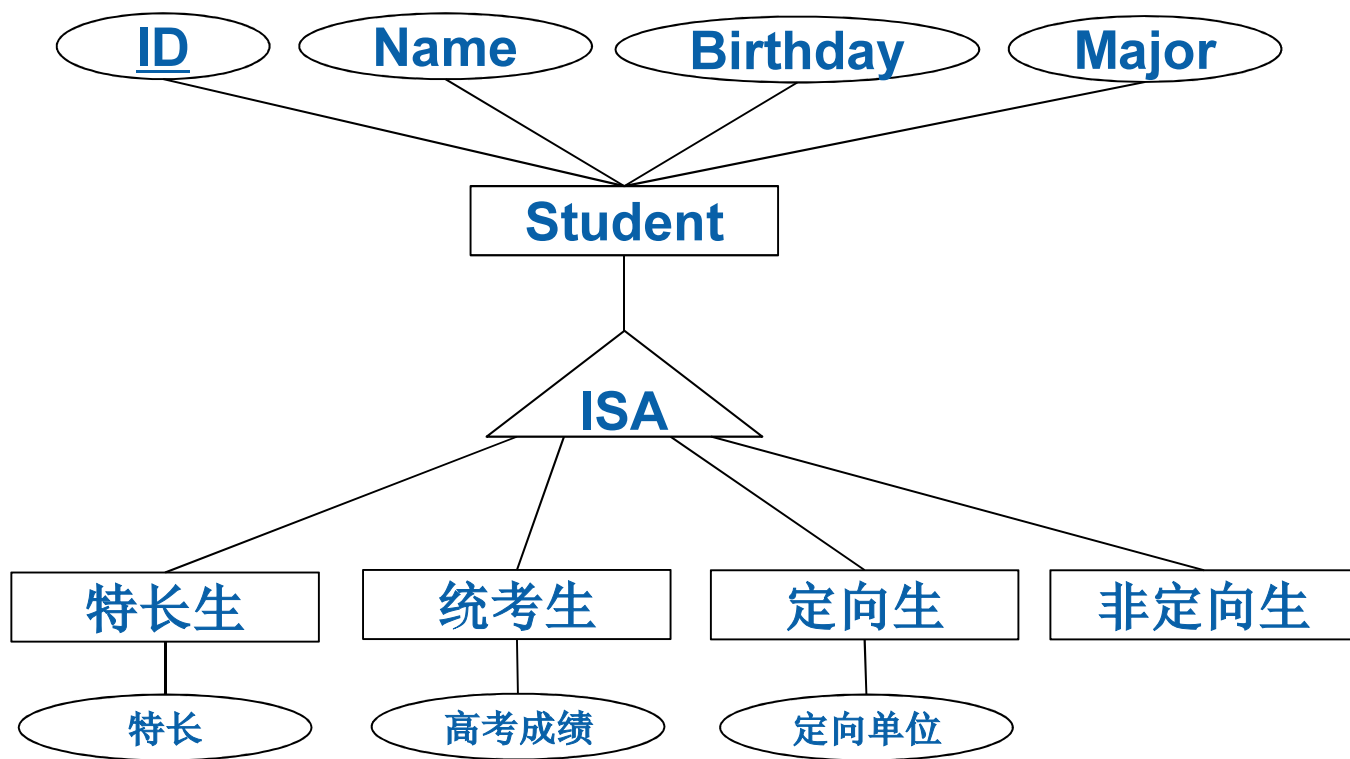 ID
Name
Birthday
Major
Student
ISA
特长生
统考生
定向生
非定向生
特长
高考成绩
定向单位